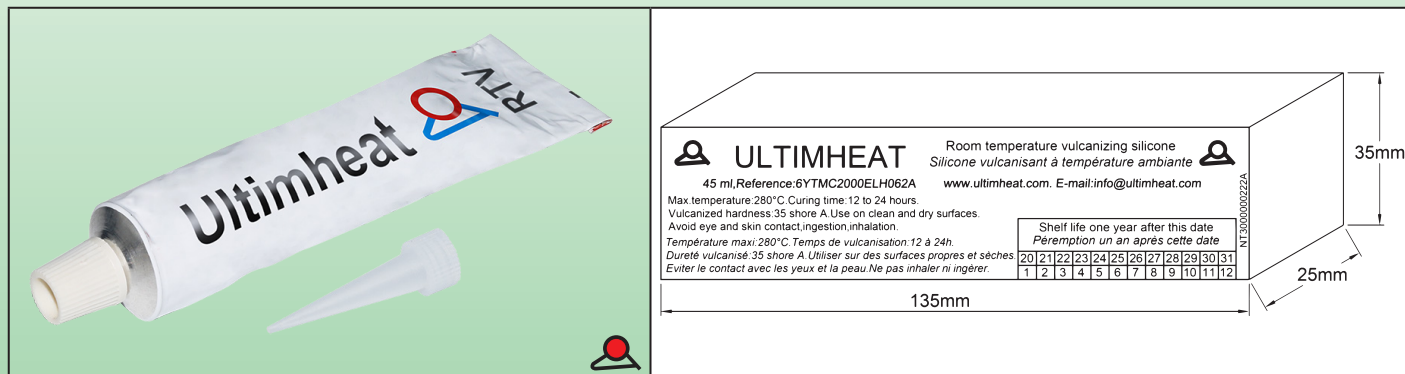 Ultimheat
RTV
ULTIMHEAT
Room temperature vulcanizing silicone
Silicone vulcanisant à température ambiante
45 ml,Reference:6YTMC2000ELH062A
www.ultimheat.com. E-mail:info@ultimheat.com
Max.temperature:280°C.Curing time:12 to 24 hours.
Vulcanized hardness:35 shore A.Use on clean and dry surfaces.
Avoid eye and skin contact,ingestion,inhalation.
Température maxi:280°C.Temps de vulcanisation:12 à 24h.
Dureté vulcanisé:35 shore A.Utiliser sur des surfaces propres et sèches.
Eviter le contact avec les yeux et la peau.Ne pas inhaler ni ingérer.
Shelf life one year after this date
Péremption un an après cette date
20 21 22 23 24 25 26 27 28 29 30 31
1 2 3 4 5 6 7 8 9 10 11 12
NT3000000222A
35mm
25mm
135mm